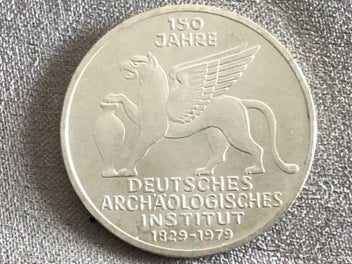 150
JAHRE
DEUTSCHES
ARCHÄOLOGISCHES
INSTITUT
1829-1979